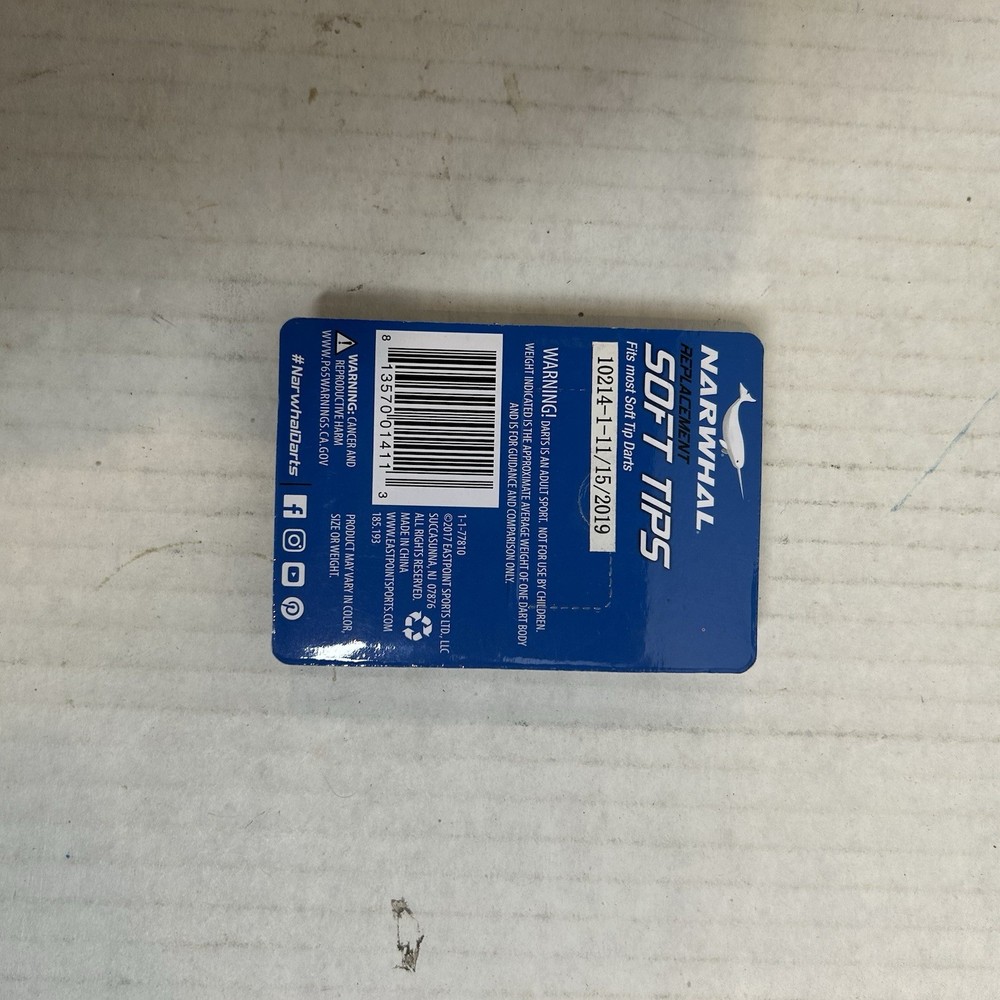 NARWHAL
REPLACEMENT
SOFT TIPS
Fits most Soft Tip Darts
10214-1-11/15/2019
WARNING! DARTS IS AN ADULT SPORT. NOT FOR USE BY CHILDREN.
WEIGHT INDICATED IS THE APPROXIMATE AVERAGE WEIGHT OF ONE DART BODY
AND IS FOR GUIDANCE AND COMPARISON ONLY.
8 13570 01411 3
1-1-77810
©2017 EASTPOINT SPORTS LTD., LLC
SUCCASUNNA, NJ 07876
ALL RIGHTS RESERVED.
MADE IN CHINA
WWW.EASTPOINTSPORTS.COM
185.193
WARNING: CANCER AND
REPRODUCTIVE HARM
WWW.P65WARNINGS.CA.GOV
PRODUCT MAY VARY IN COLOR,
SIZE OR WEIGHT.
#NarwhalDarts